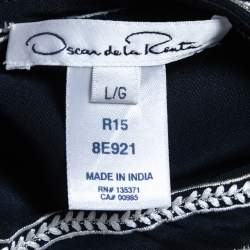 Oscar de la Renta
L/G
R15
8E921
MADE IN INDIA
RN# 135371
CA# 00985